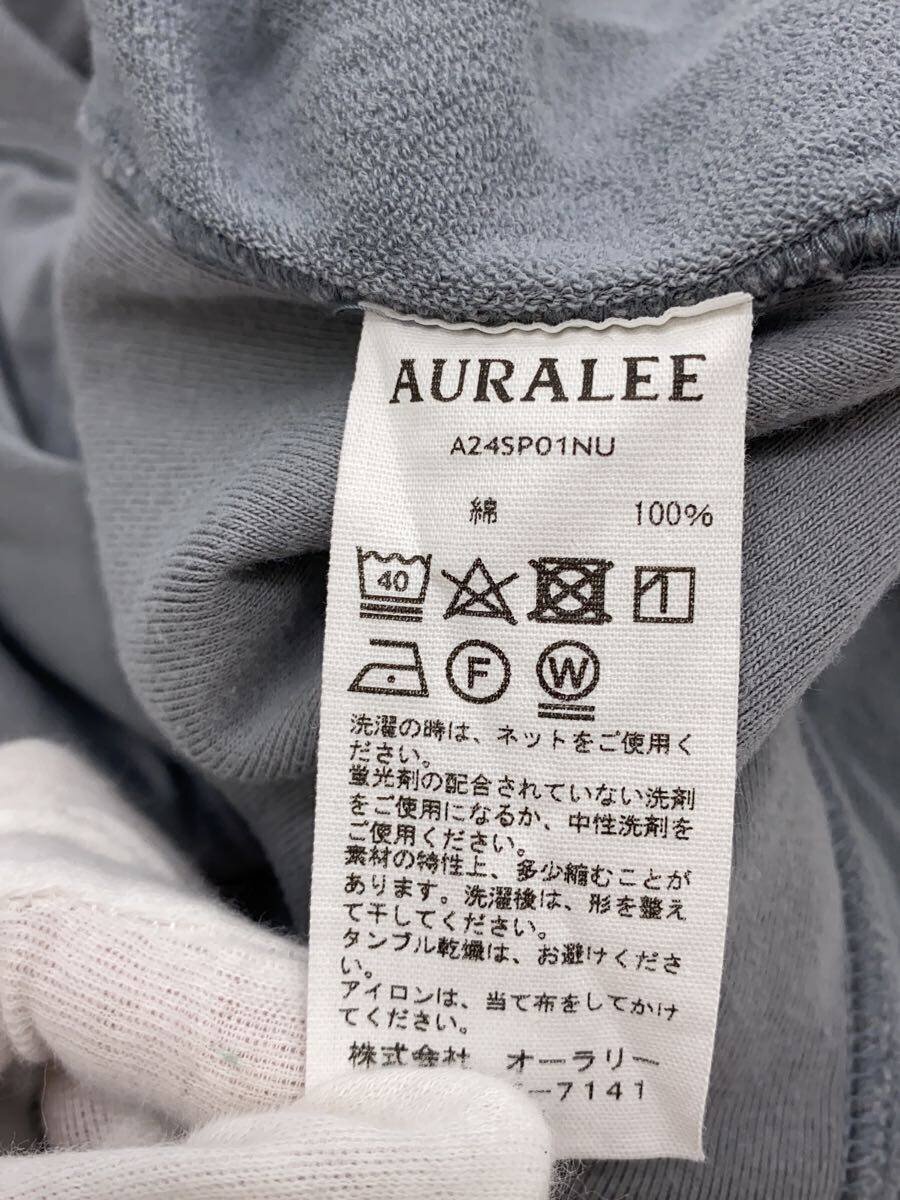 AURALEE
A24SP01NU
綿 100%
40
F W
洗濯の時は、ネットをご使用く
ださい。
蛍光剤の配合されていない洗剤
をご使用になるか、中性洗剤を
ご使用ください。
素材の特性上、多少縮むことが
あります。洗濯後は、形を整え
て干してください。
タンブル乾燥は、お避けくださ
い。
アイロンは、当て布をしてかけ
てください。
株式会社 オーラリー
-7141